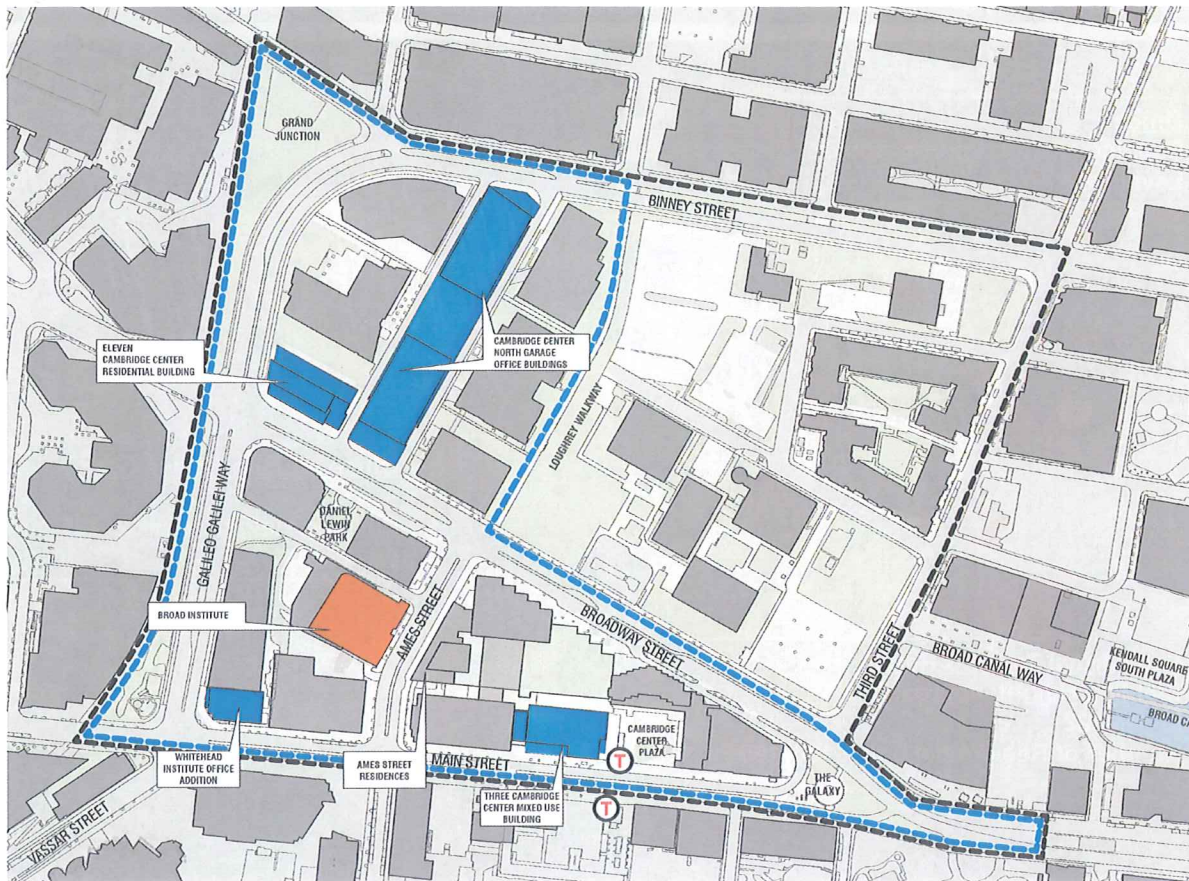 GRAND
JUNCTION
BINNEY STREET
ELEVEN
CAMBRIDGE CENTER
RESIDENTIAL BUILDING
CAMBRIDGE CENTER
NORTH GARAGE
OFFICE BUILDINGS
LOUGHREY WALKWAY
GALILEO GALILEI WAY
DANIEL
LEWIN
PARK
BROAD INSTITUTE
AMES STREET
BROADWAY STREET
THIRD STREET
BROAD CANAL WAY
KENDALL SQUARE
SOUTH PLAZA
BROAD CA
WHITEHEAD
INSTITUTE OFFICE
ADDITION
AMES STREET
RESIDENCES
MAIN STREET
CAMBRIDGE
CENTER
PLAZA
T
THREE CAMBRIDGE
CENTER MIXED USE
BUILDING
T
THE
GALAXY
VASSAR STREET